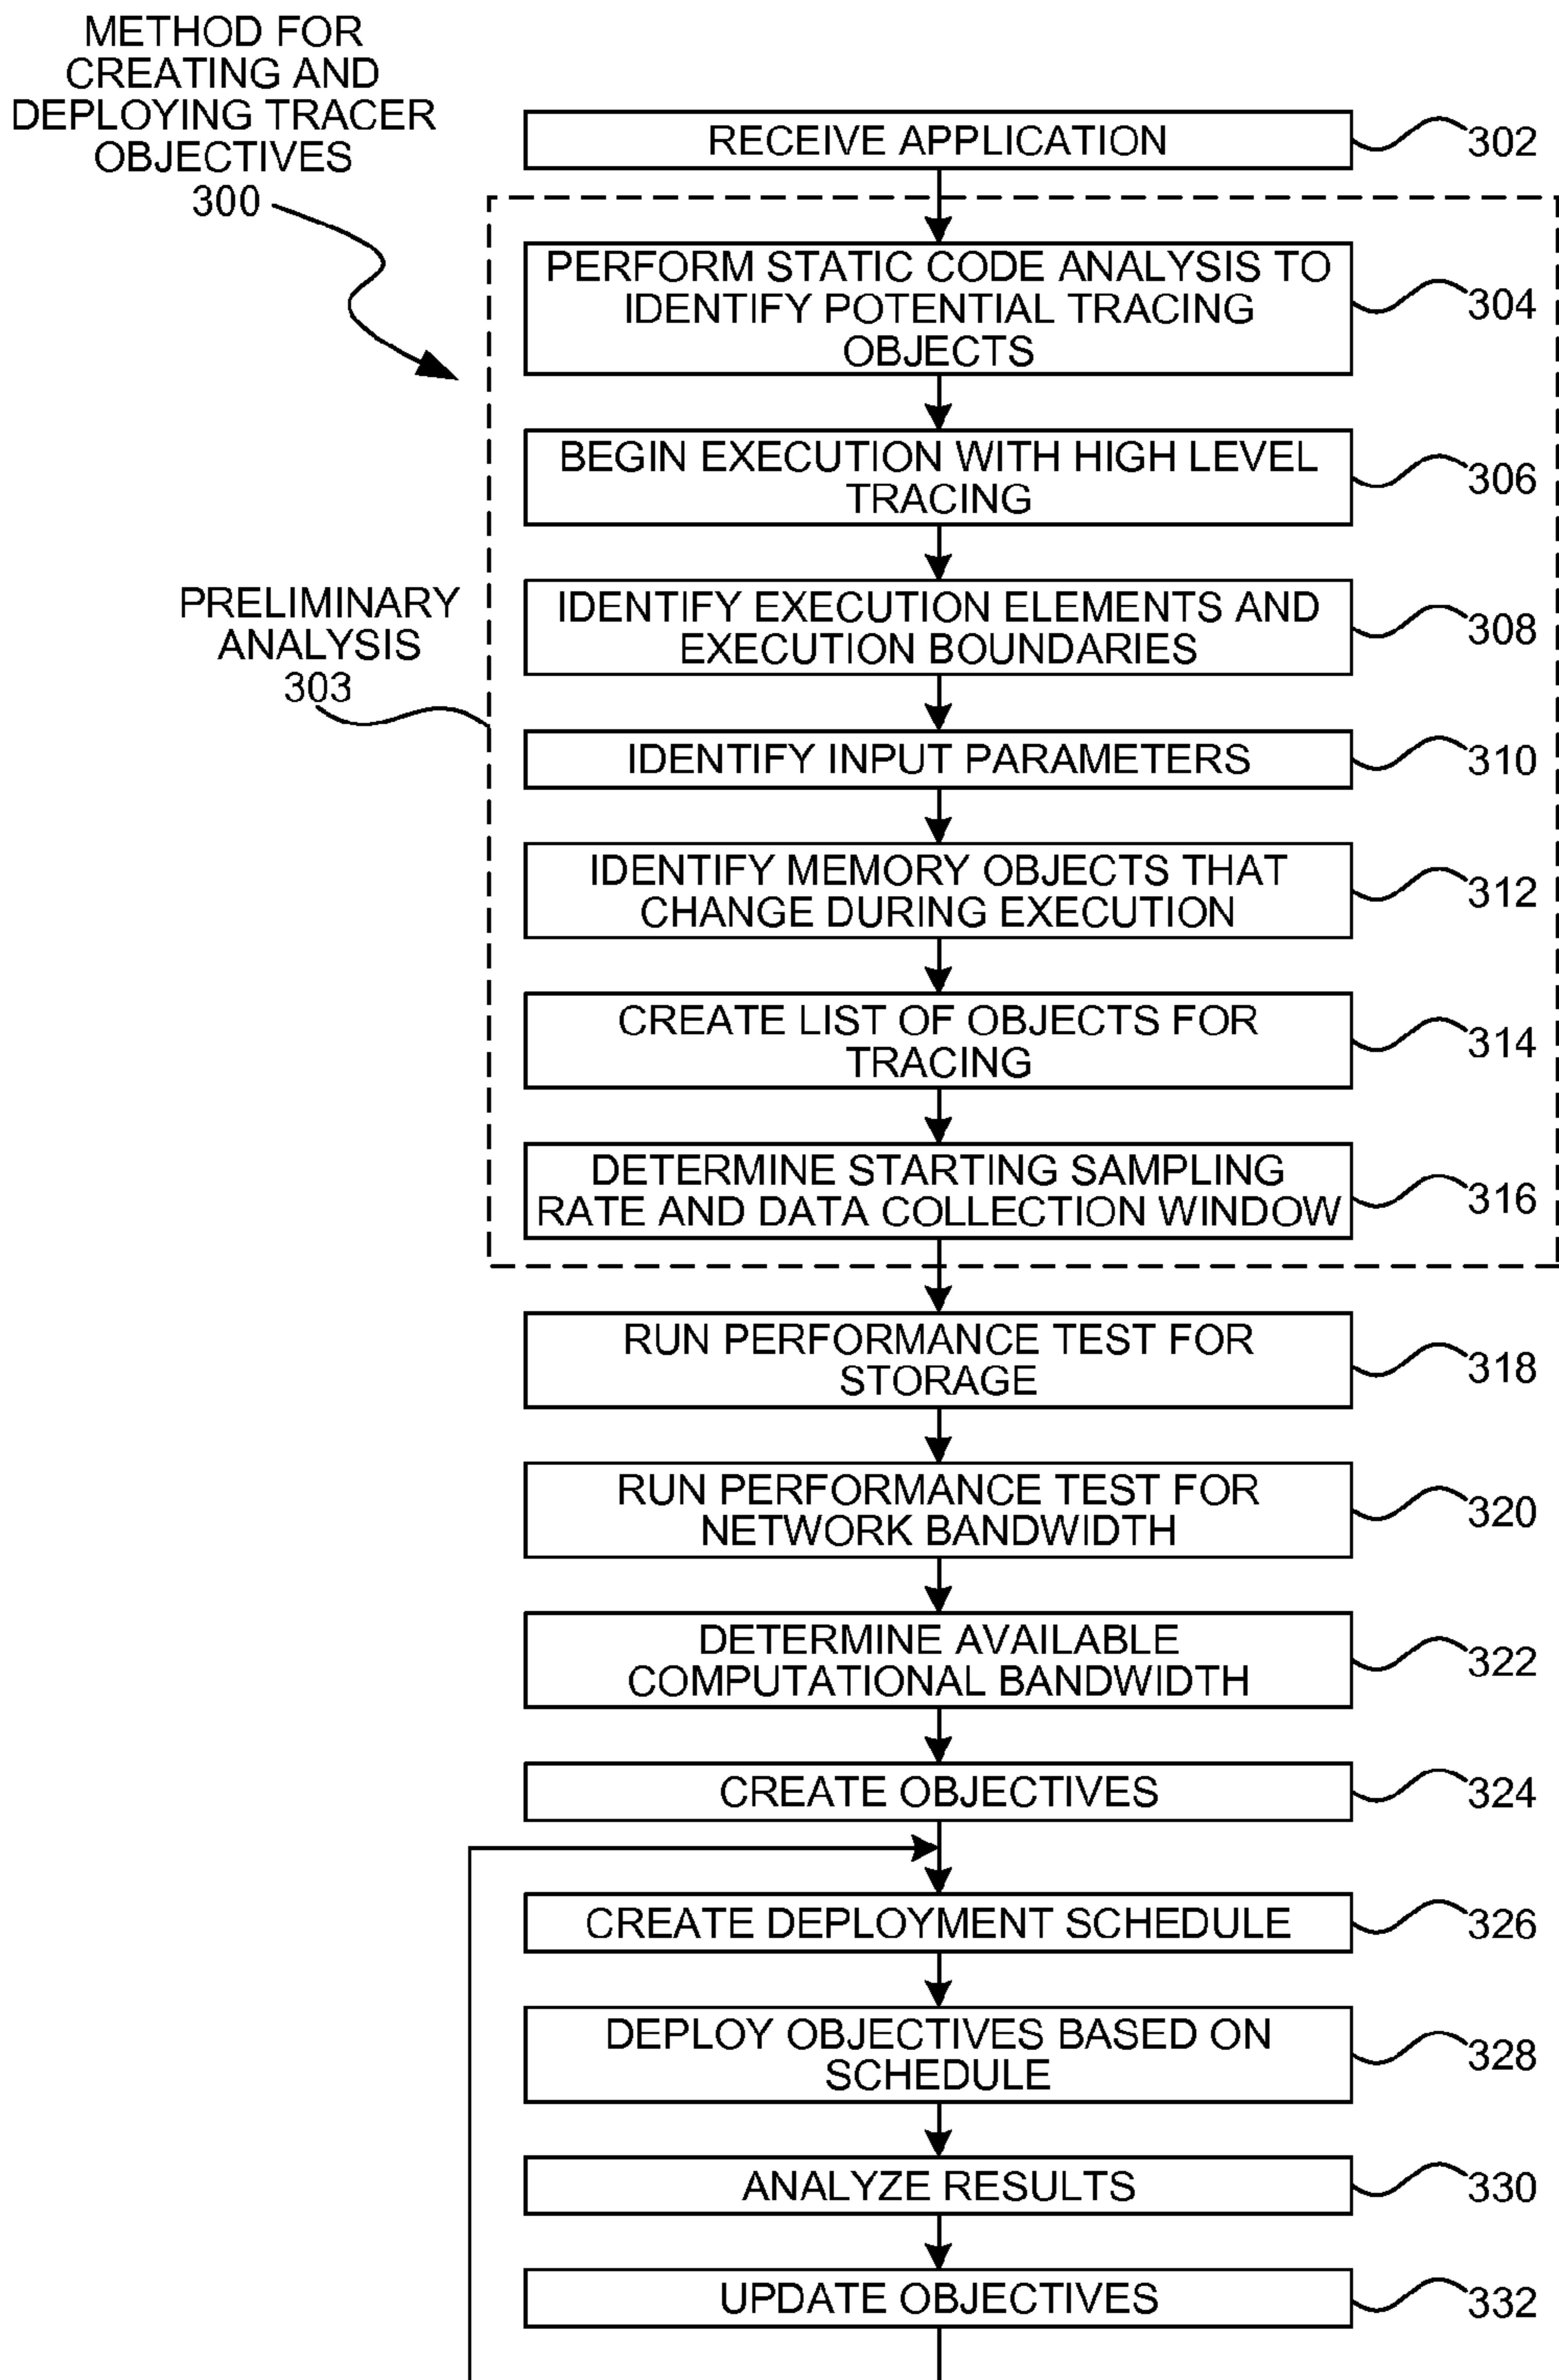 METHOD FOR
CREATING AND
DEPLOYING TRACER
OBJECTIVES
300
RECEIVE APPLICATION
302
PERFORM STATIC CODE ANALYSIS TO
IDENTIFY POTENTIAL TRACING
OBJECTS
304
BEGIN EXECUTION WITH HIGH LEVEL
TRACING
306
PRELIMINARY
ANALYSIS
303
IDENTIFY EXECUTION ELEMENTS AND
EXECUTION BOUNDARIES
308
IDENTIFY INPUT PARAMETERS
310
IDENTIFY MEMORY OBJECTS THAT
CHANGE DURING EXECUTION
312
CREATE LIST OF OBJECTS FOR
TRACING
314
DETERMINE STARTING SAMPLING
RATE AND DATA COLLECTION WINDOW
316
RUN PERFORMANCE TEST FOR
STORAGE
318
RUN PERFORMANCE TEST FOR
NETWORK BANDWIDTH
320
DETERMINE AVAILABLE
COMPUTATIONAL BANDWIDTH
322
CREATE OBJECTIVES
324
CREATE DEPLOYMENT SCHEDULE
326
DEPLOY OBJECTIVES BASED ON
SCHEDULE
328
ANALYZE RESULTS
330
UPDATE OBJECTIVES
332